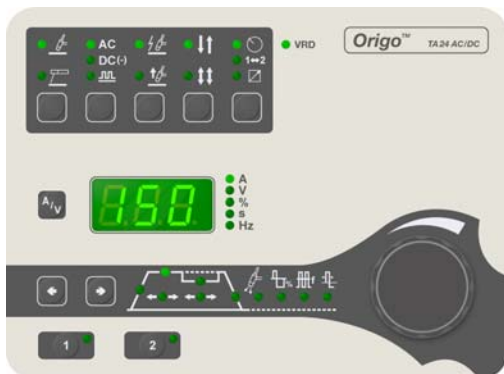 AC
VRD
Origo™ TA24 AC/DC
DC(-)
1↔2
150
A
V
%
s
Hz
A/V
%
f
1
2